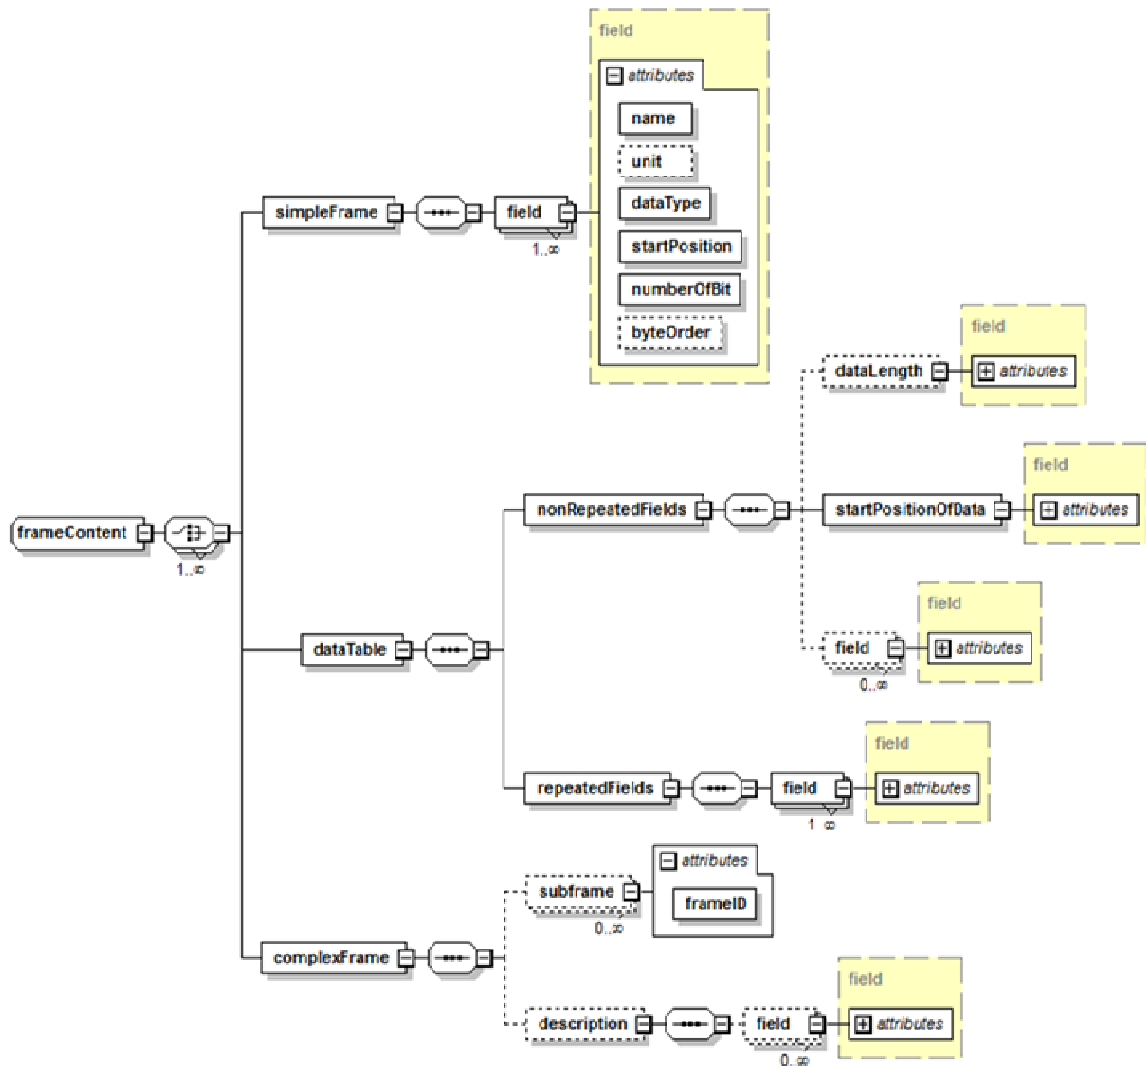 field
attributes
name
unit
dataType
startPosition
numberOfBit
byteOrder
simpleFrame
field
1..∞
field
dataLength
attributes
field
nonRepeatedFields
startPositionOfData
attributes
frameContent
1..∞
field
dataTable
field
attributes
0..∞
field
repeatedFields
field
attributes
1 ∞
attributes
subframe
frameID
0..∞
complexFrame
field
description
field
attributes
0..∞